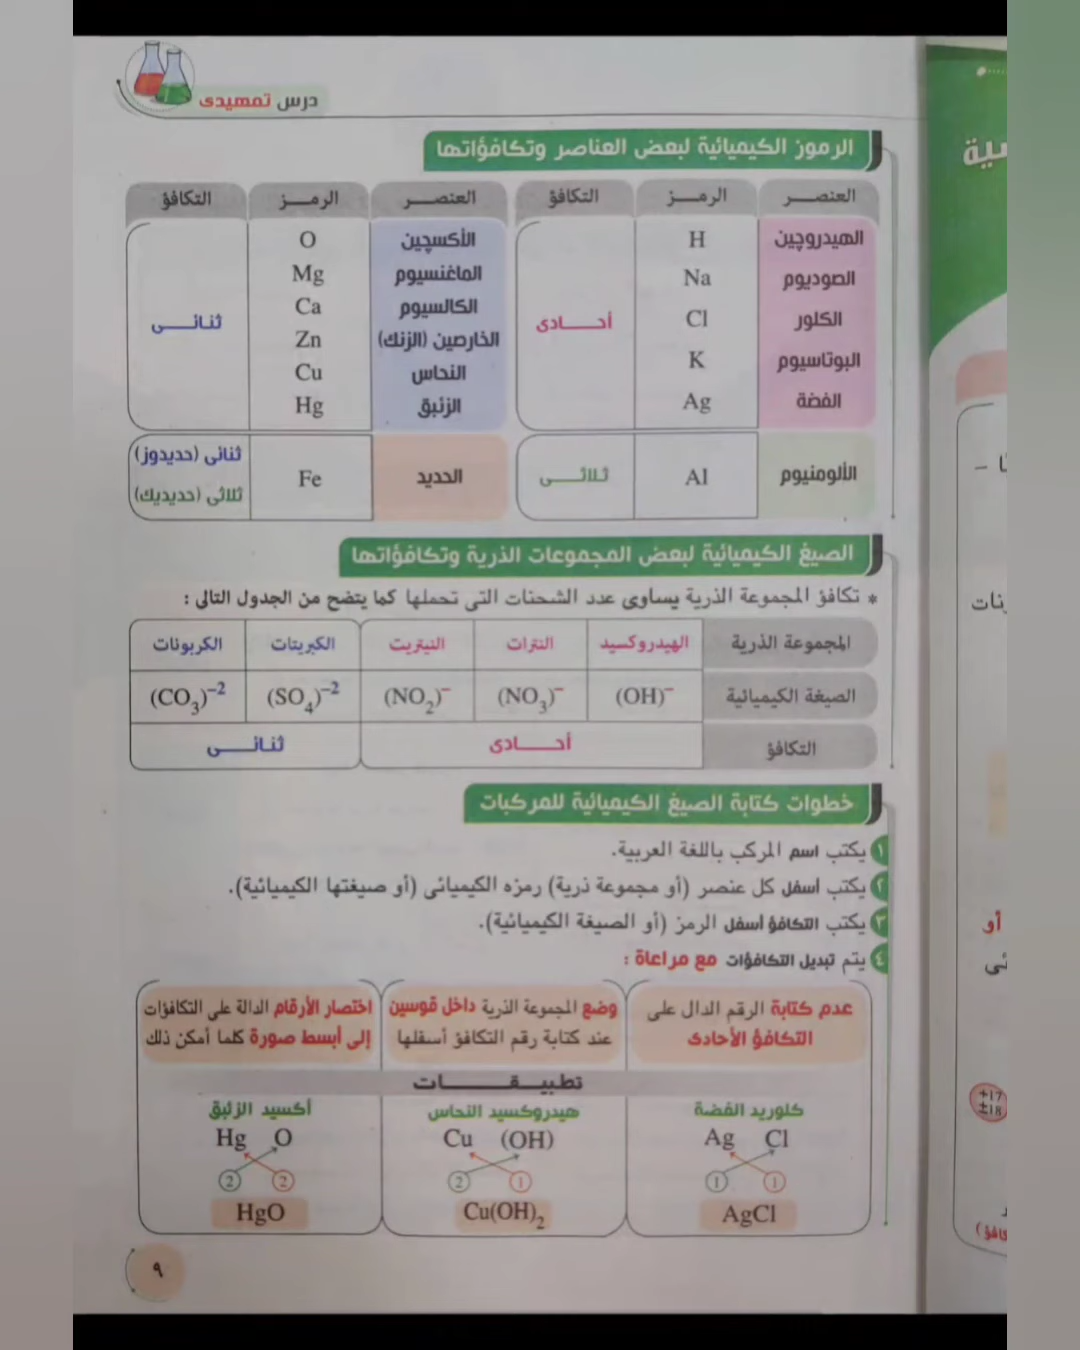 درس تمهيدى
الرموز الكيميائية لبعض العناصر وتكافؤاتها
العنصر الرمز التكافؤ العنصر الرمز التكافؤ
الهيدروچين H أحادى الأكسچين O ثنائى
الصوديوم Na الماغنسيوم Mg
الكلور Cl الكالسيوم Ca
البوتاسيوم K الخارصين (الزنك) Zn
الفضة Ag النحاس Cu
الزئبق Hg
الألومنيوم Al ثلاثى الحديد Fe ثنائى (حديدوز)
ثلاثى (حديديك)
الصيغ الكيميائية لبعض المجموعات الذرية وتكافؤاتها
* تكافؤ المجموعة الذرية يساوى عدد الشحنات التى تحملها كما يتضح من الجدول التالى :
المجموعة الذرية الهيدروكسيد النترات النيتريت الكبريتات الكربونات
الصيغة الكيميائية (OH)⁻ (NO₃)⁻ (NO₂)⁻ (SO₄)⁻² (CO₃)⁻²
التكافؤ أحادى ثنائى
خطوات كتابة الصيغ الكيميائية للمركبات
١ يكتب اسم المركب باللغة العربية.
٢ يكتب أسفل كل عنصر (أو مجموعة ذرية) رمزه الكيميائى (أو صيغتها الكيميائية).
٣ يكتب التكافؤ أسفل الرمز (أو الصيغة الكيميائية).
٤ يتم تبديل التكافؤات مع مراعاة :
عدم كتابة الرقم الدال على
التكافؤ الأحادى
وضع المجموعة الذرية داخل قوسين
عند كتابة رقم التكافؤ أسفلها
اختصار الأرقام الدالة على التكافؤات
إلى أبسط صورة كلما أمكن ذلك
تطبيقات
كلوريد الفضة
Ag Cl
1 1
AgCl
هيدروكسيد النحاس
Cu (OH)
2 1
Cu(OH)₂
أكسيد الزئبق
Hg O
2 2
HgO
٩
أو